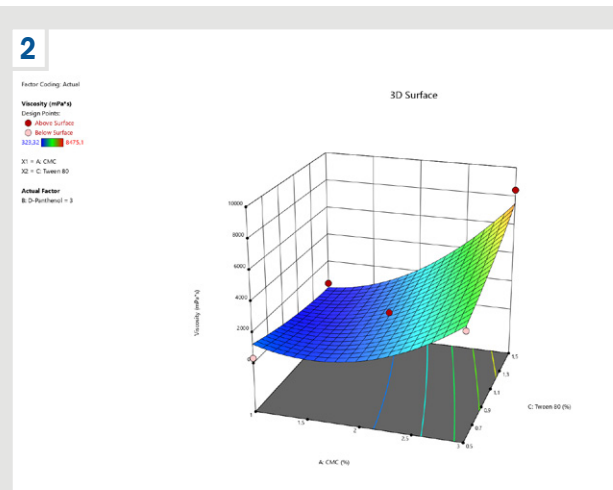 2
Factor Coding: Actual
Viscosity (mPa*s)
Design Points:
Above Surface
Below Surface
323.32 8475.3
X1 = A: CMC
X2 = C: Tween 80
Actual Factor
B: D-Panthenol = 3
3D Surface
10000
8000
6000
4000
2000
0
Viscosity (mPa*s)
1
1.5
2
2.5
3
A: CMC (%)
0.5
0.7
0.9
1.1
1.3
1.5
C: Tween 80 (%)